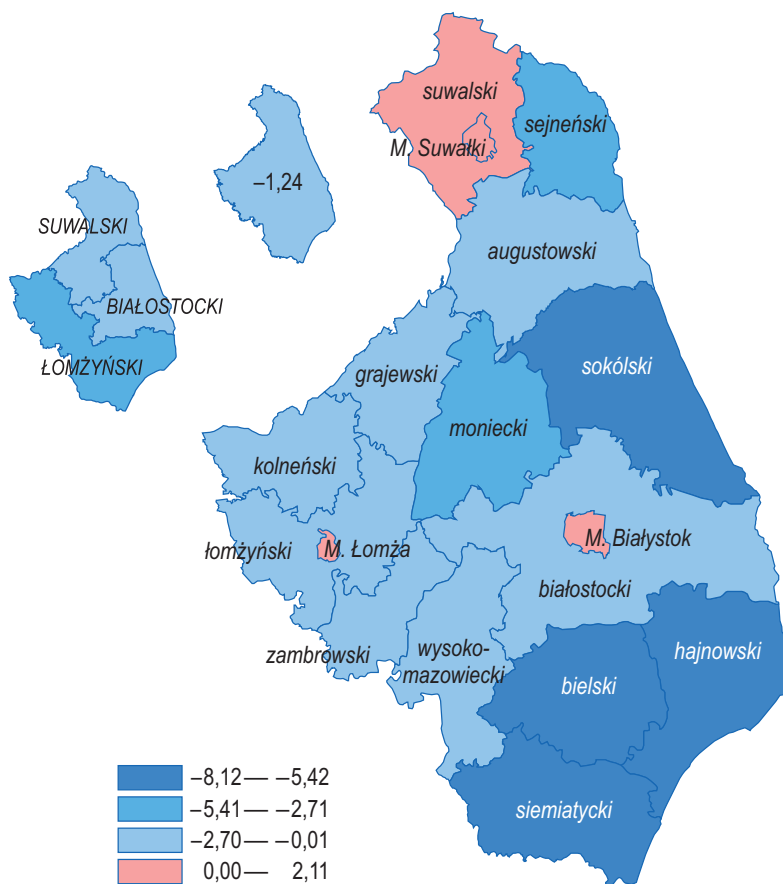 suwalski
sejneński
M. Suwałki
–1,24
SUWALSKI
augustowski
BIAŁOSTOCKI
ŁOMŻYŃSKI
grajewski
sokólski
moniecki
kolneński
łomżyński
M. Łomża
M. Białystok
białostocki
zambrowski
wysoko-
mazowiecki
hajnowski
bielski
siemiatycki
–8,12 — –5,42
–5,41 — –2,71
–2,70 — –0,01
0,00 — 2,11